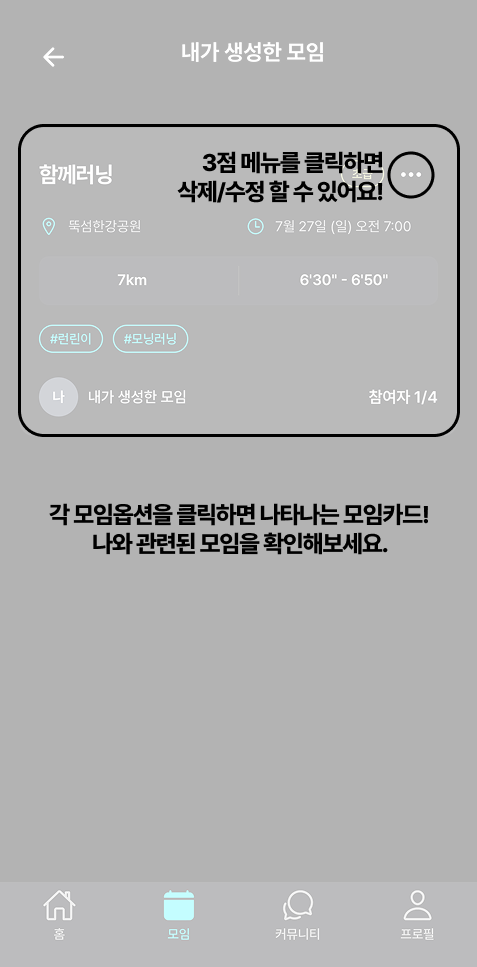 내가 생성한 모임
3점 메뉴를 클릭하면
삭제/수정 할 수 있어요!
함께러닝
뚝섬한강공원
7월 27일 (일) 오전 7:00
7km
6'30" - 6'50"
#런린이
#모닝러닝
나
내가 생성한 모임
참여자 1/4
각 모임옵션을 클릭하면 나타나는 모임카드!
나와 관련된 모임을 확인해보세요.
홈
모임
커뮤니티
프로필